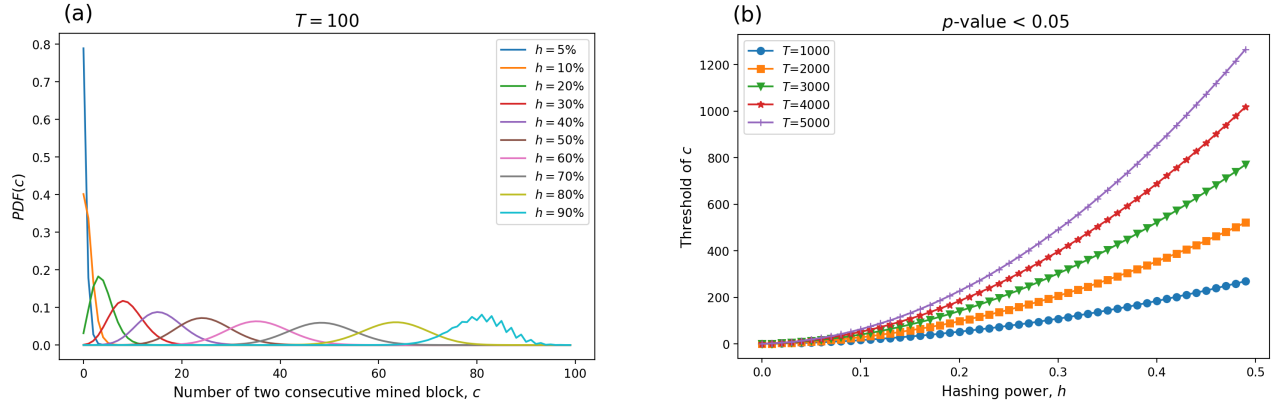 (a)
T = 100
PDF(c)
0.8
0.7
0.6
0.5
0.4
0.3
0.2
0.1
0.0
h = 5%
h = 10%
h = 20%
h = 30%
h = 40%
h = 50%
h = 60%
h = 70%
h = 80%
h = 90%
0 20 40 60 80 100
Number of two consecutive mined block, c
(b)
p-value < 0.05
Threshold of c
1200
1000
800
600
400
200
0
T=1000
T=2000
T=3000
T=4000
T=5000
0.0 0.1 0.2 0.3 0.4 0.5
Hashing power, h